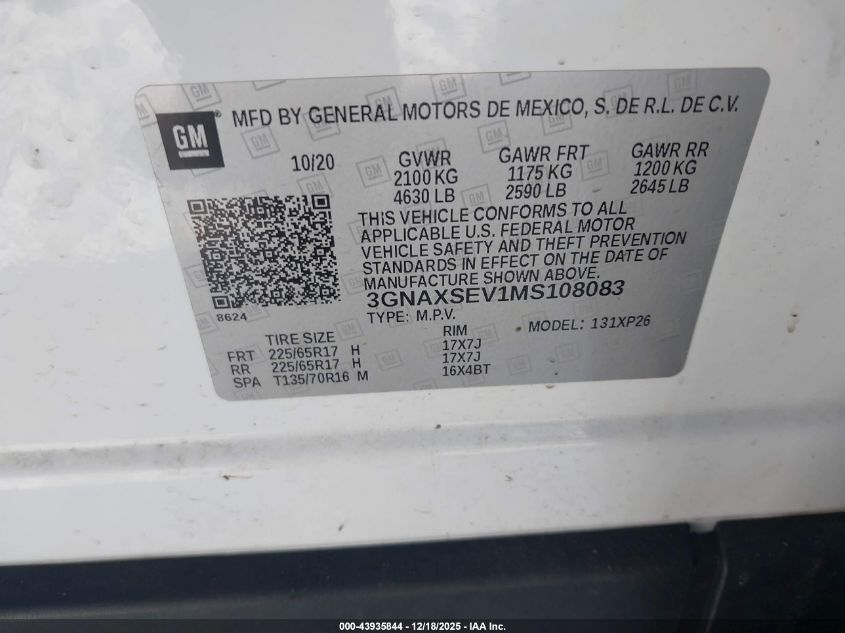 GM
®
MFD BY GENERAL MOTORS DE MEXICO, S. DE R.L. DE C.V.
10/20 GVWR GAWR FRT GAWR RR
2100 KG 1175 KG 1200 KG
4630 LB 2590 LB 2645 LB
THIS VEHICLE CONFORMS TO ALL
APPLICABLE U.S. FEDERAL MOTOR
VEHICLE SAFETY AND THEFT PREVENTION
STANDARDS IN EFFECT ON THE DATE OF
MANUFACTURE SHOWN ABOVE.
8624
3GNAXSEV1MS108083
TYPE: M.P.V. MODEL: 131XP26
TIRE SIZE RIM
FRT 225/65R17 H 17X7J
RR 225/65R17 H 17X7J
SPA T135/70R16 M 16X4BT
000-43935844 - 12/18/2025 - IAA Inc.